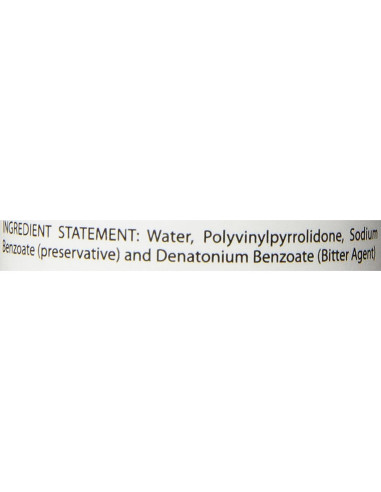 INGREDIENT STATEMENT: Water, Polyvinylpyrrolidone, Sodium
Benzoate (preservative) and Denatonium Benzoate (Bitter Agent)